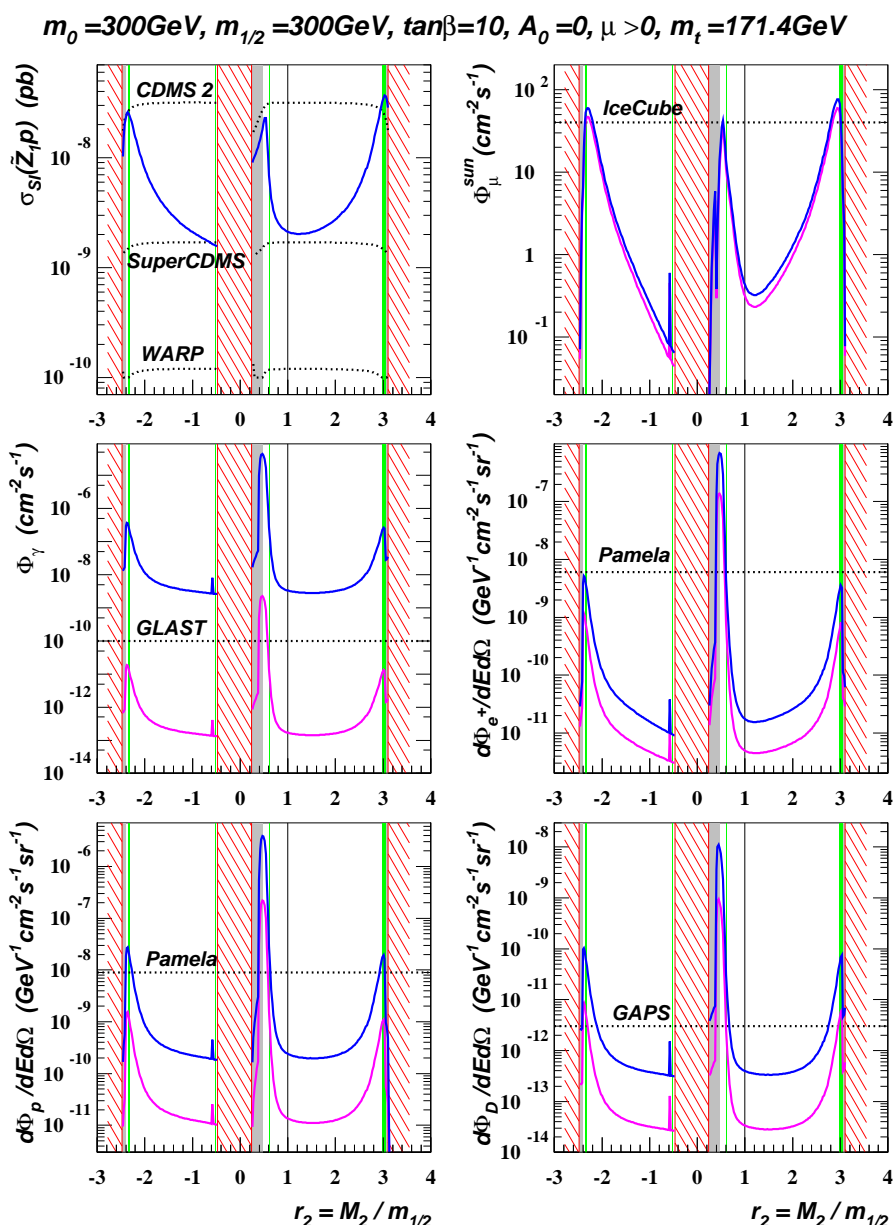 m₀ =300GeV, m₁/₂ =300GeV, tanβ=10, A₀ =0, μ >0, mₜ =171.4GeV
σ_SI(Z̃₁p) (pb)
10⁻⁸
10⁻⁹
10⁻¹⁰
CDMS 2
SuperCDMS
WARP
-3 -2 -1 0 1 2 3 4
Φ_μ^sun (cm⁻²s⁻¹)
10²
10
1
10⁻¹
IceCube
-3 -2 -1 0 1 2 3 4
Φ_γ (cm⁻²s⁻¹)
10⁻⁶
10⁻⁸
10⁻¹⁰
10⁻¹²
10⁻¹⁴
GLAST
-3 -2 -1 0 1 2 3 4
dΦ_e⁺/dEdΩ (GeV⁻¹cm⁻²s⁻¹sr⁻¹)
10⁻⁷
10⁻⁸
10⁻⁹
10⁻¹⁰
10⁻¹¹
Pamela
-3 -2 -1 0 1 2 3 4
dΦ_p̄/dEdΩ (GeV⁻¹cm⁻²s⁻¹sr⁻¹)
10⁻⁶
10⁻⁷
10⁻⁸
10⁻⁹
10⁻¹⁰
10⁻¹¹
Pamela
-3 -2 -1 0 1 2 3 4
r₂ = M₂ / m₁/₂
dΦ_D̄/dEdΩ (GeV⁻¹cm⁻²s⁻¹sr⁻¹)
10⁻⁸
10⁻⁹
10⁻¹⁰
10⁻¹¹
10⁻¹²
10⁻¹³
10⁻¹⁴
GAPS
-3 -2 -1 0 1 2 3 4
r₂ = M₂ / m₁/₂